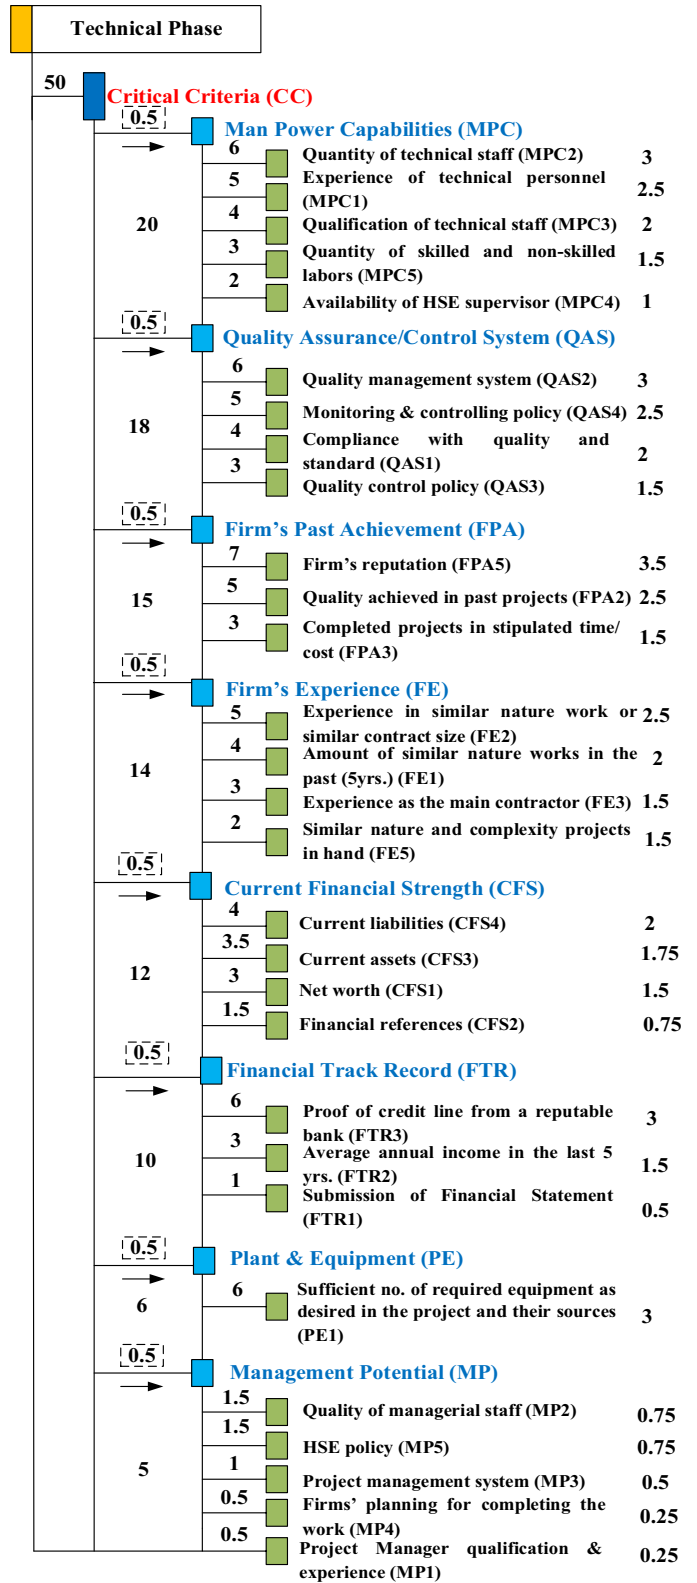 Technical Phase
50
Critical Criteria (CC)
0.5
Man Power Capabilities (MPC)
20
6
Quantity of technical staff (MPC2)
3
5
Experience of technical personnel
(MPC1)
2.5
4
Qualification of technical staff (MPC3)
2
3
Quantity of skilled and non-skilled
labors (MPC5)
1.5
2
Availability of HSE supervisor (MPC4)
1
0.5
Quality Assurance/Control System (QAS)
18
6
Quality management system (QAS2)
3
5
Monitoring & controlling policy (QAS4)
2.5
4
Compliance with quality and
standard (QAS1)
2
3
Quality control policy (QAS3)
1.5
0.5
Firm's Past Achievement (FPA)
15
7
Firm's reputation (FPA5)
3.5
5
Quality achieved in past projects (FPA2)
2.5
3
Completed projects in stipulated time/
cost (FPA3)
1.5
0.5
Firm's Experience (FE)
14
5
Experience in similar nature work or
similar contract size (FE2)
2.5
4
Amount of similar nature works in the
past (5yrs.) (FE1)
2
3
Experience as the main contractor (FE3)
1.5
2
Similar nature and complexity projects
in hand (FE5)
1.5
0.5
Current Financial Strength (CFS)
12
4
Current liabilities (CFS4)
2
3.5
Current assets (CFS3)
1.75
3
Net worth (CFS1)
1.5
1.5
Financial references (CFS2)
0.75
0.5
Financial Track Record (FTR)
10
6
Proof of credit line from a reputable
bank (FTR3)
3
3
Average annual income in the last 5
yrs. (FTR2)
1.5
1
Submission of Financial Statement
(FTR1)
0.5
0.5
Plant & Equipment (PE)
6
6
Sufficient no. of required equipment as
desired in the project and their sources
(PE1)
3
0.5
Management Potential (MP)
5
1.5
Quality of managerial staff (MP2)
0.75
1.5
HSE policy (MP5)
0.75
1
Project management system (MP3)
0.5
0.5
Firms' planning for completing the
work (MP4)
0.25
0.5
Project Manager qualification &
experience (MP1)
0.25